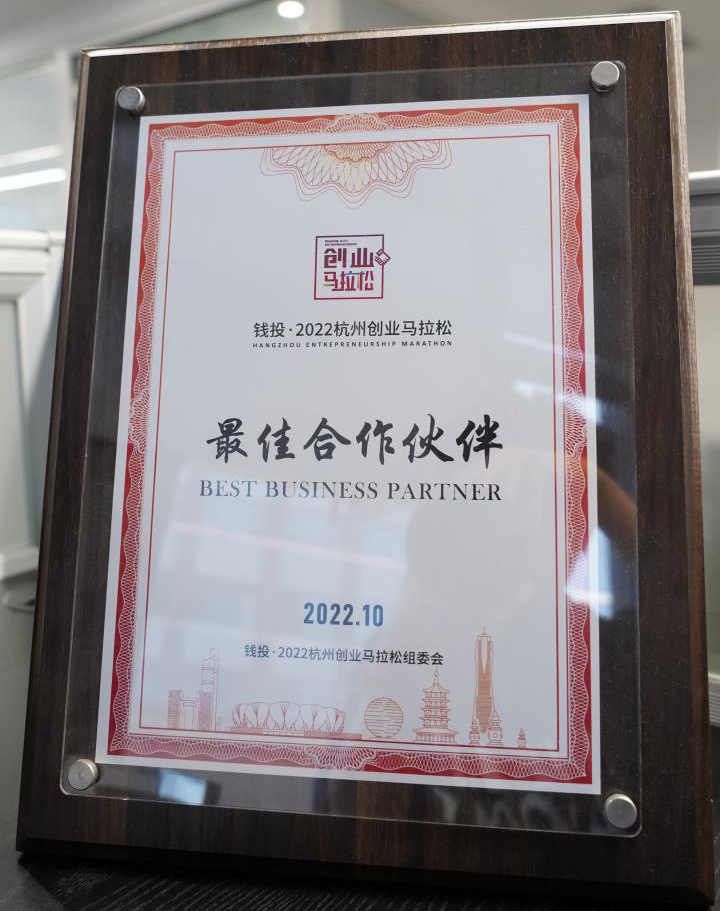 创业
马拉松
钱投·2022杭州创业马拉松
HANGZHOU ENTREPRENEURSHIP MARATHON
最佳合作伙伴
BEST BUSINESS PARTNER
2022.10
钱投·2022杭州创业马拉松组委会